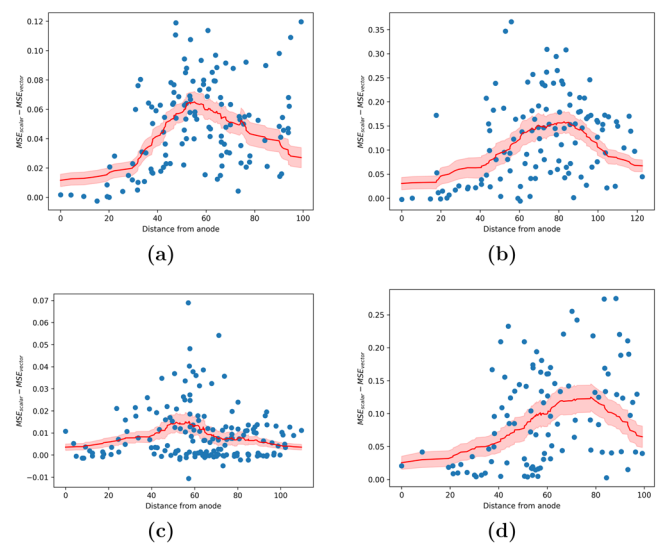 0.12
0.10
0.08
0.06
0.04
0.02
0.00
MSE_scalar − MSE_vector
0 20 40 60 80 100
Distance from anode
(a)
0.35
0.30
0.25
0.20
0.15
0.10
0.05
0.00
MSE_scalar − MSE_vector
0 20 40 60 80 100 120
Distance from anode
(b)
0.07
0.06
0.05
0.04
0.03
0.02
0.01
0.00
−0.01
MSE_scalar − MSE_vector
0 20 40 60 80 100
Distance from anode
(c)
0.25
0.20
0.15
0.10
0.05
0.00
MSE_scalar − MSE_vector
0 20 40 60 80 100
Distance from anode
(d)